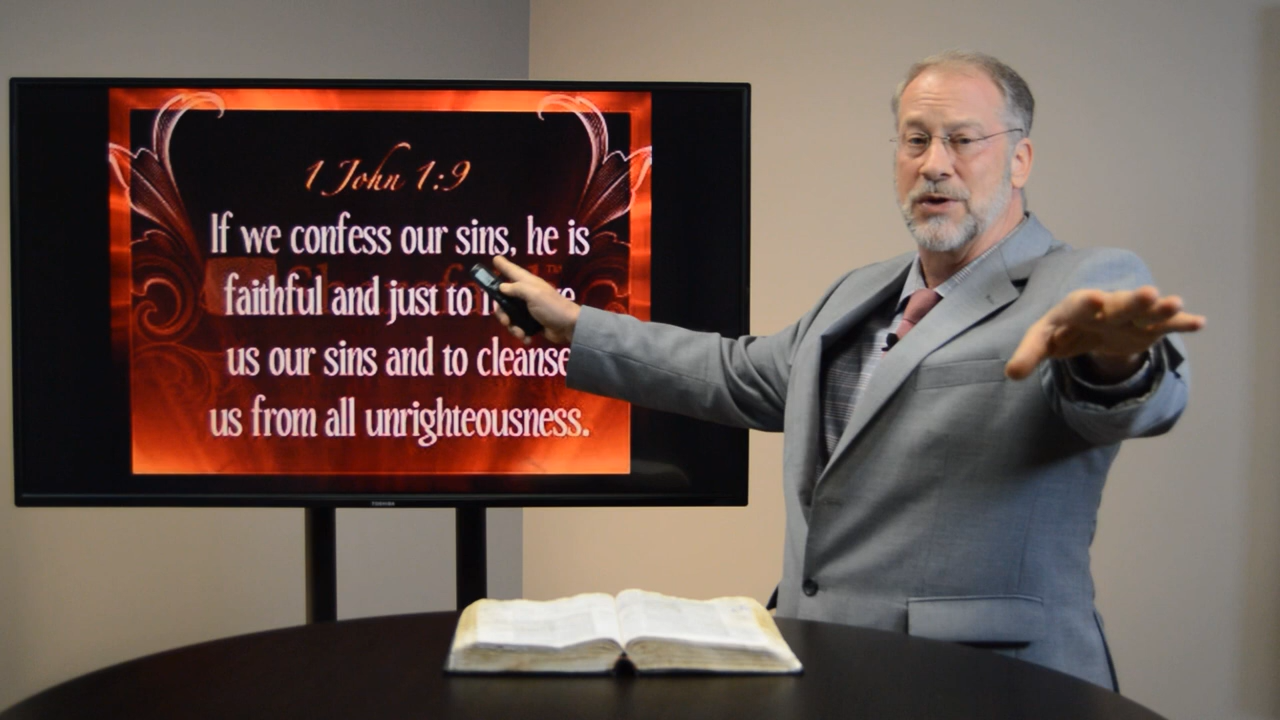 1 John 1:9
If we confess our sins, he is
faithful and just to
us our sins and to cleanse
us from all unrighteousness.
TOSHIBA